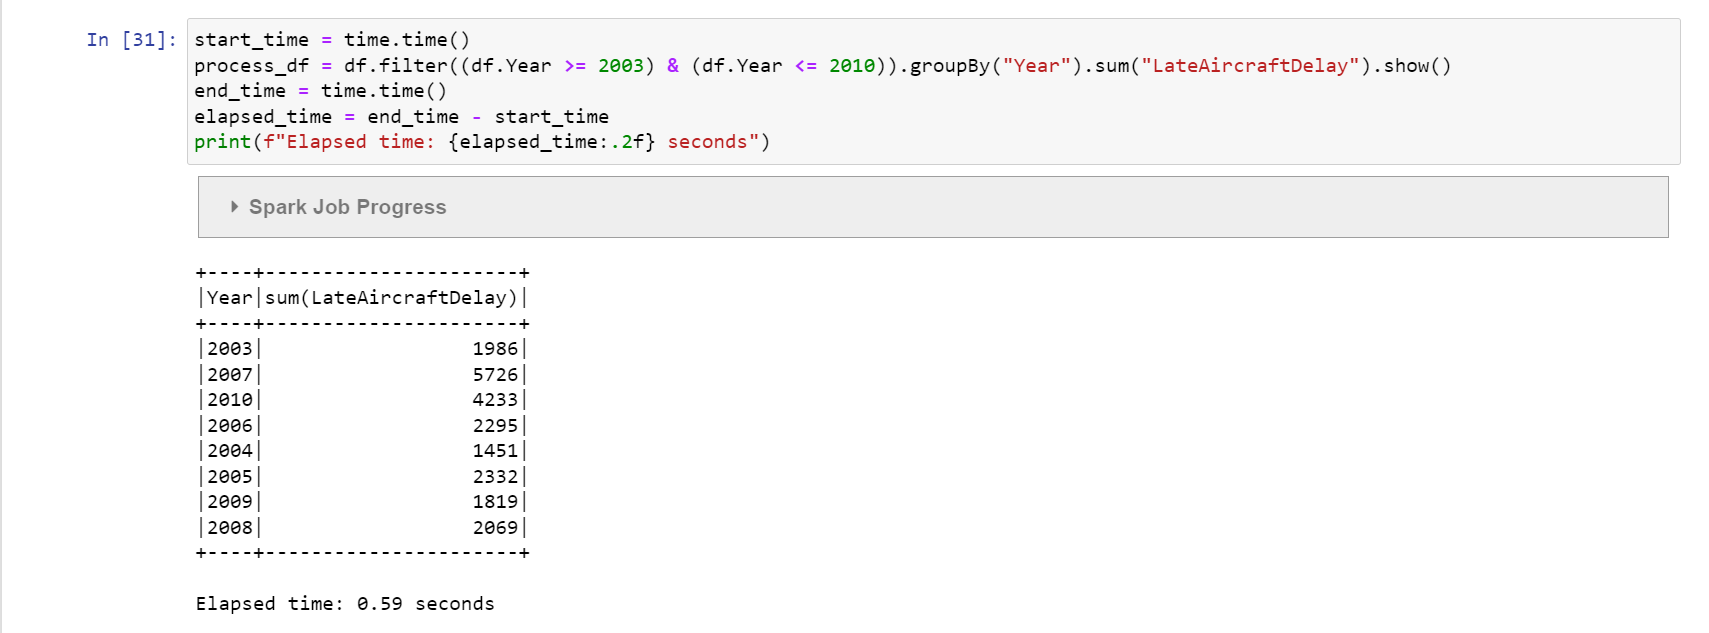 In [31]: start_time = time.time()
process_df = df.filter((df.Year >= 2003) & (df.Year <= 2010)).groupBy("Year").sum("LateAircraftDelay").show()
end_time = time.time()
elapsed_time = end_time - start_time
print(f"Elapsed time: {elapsed_time:.2f} seconds")
Spark Job Progress
+----+----------------------+
|Year|sum(LateAircraftDelay)|
+----+----------------------+
|2003|                  1986|
|2007|                  5726|
|2010|                  4233|
|2006|                  2295|
|2004|                  1451|
|2005|                  2332|
|2009|                  1819|
|2008|                  2069|
+----+----------------------+
Elapsed time: 0.59 seconds